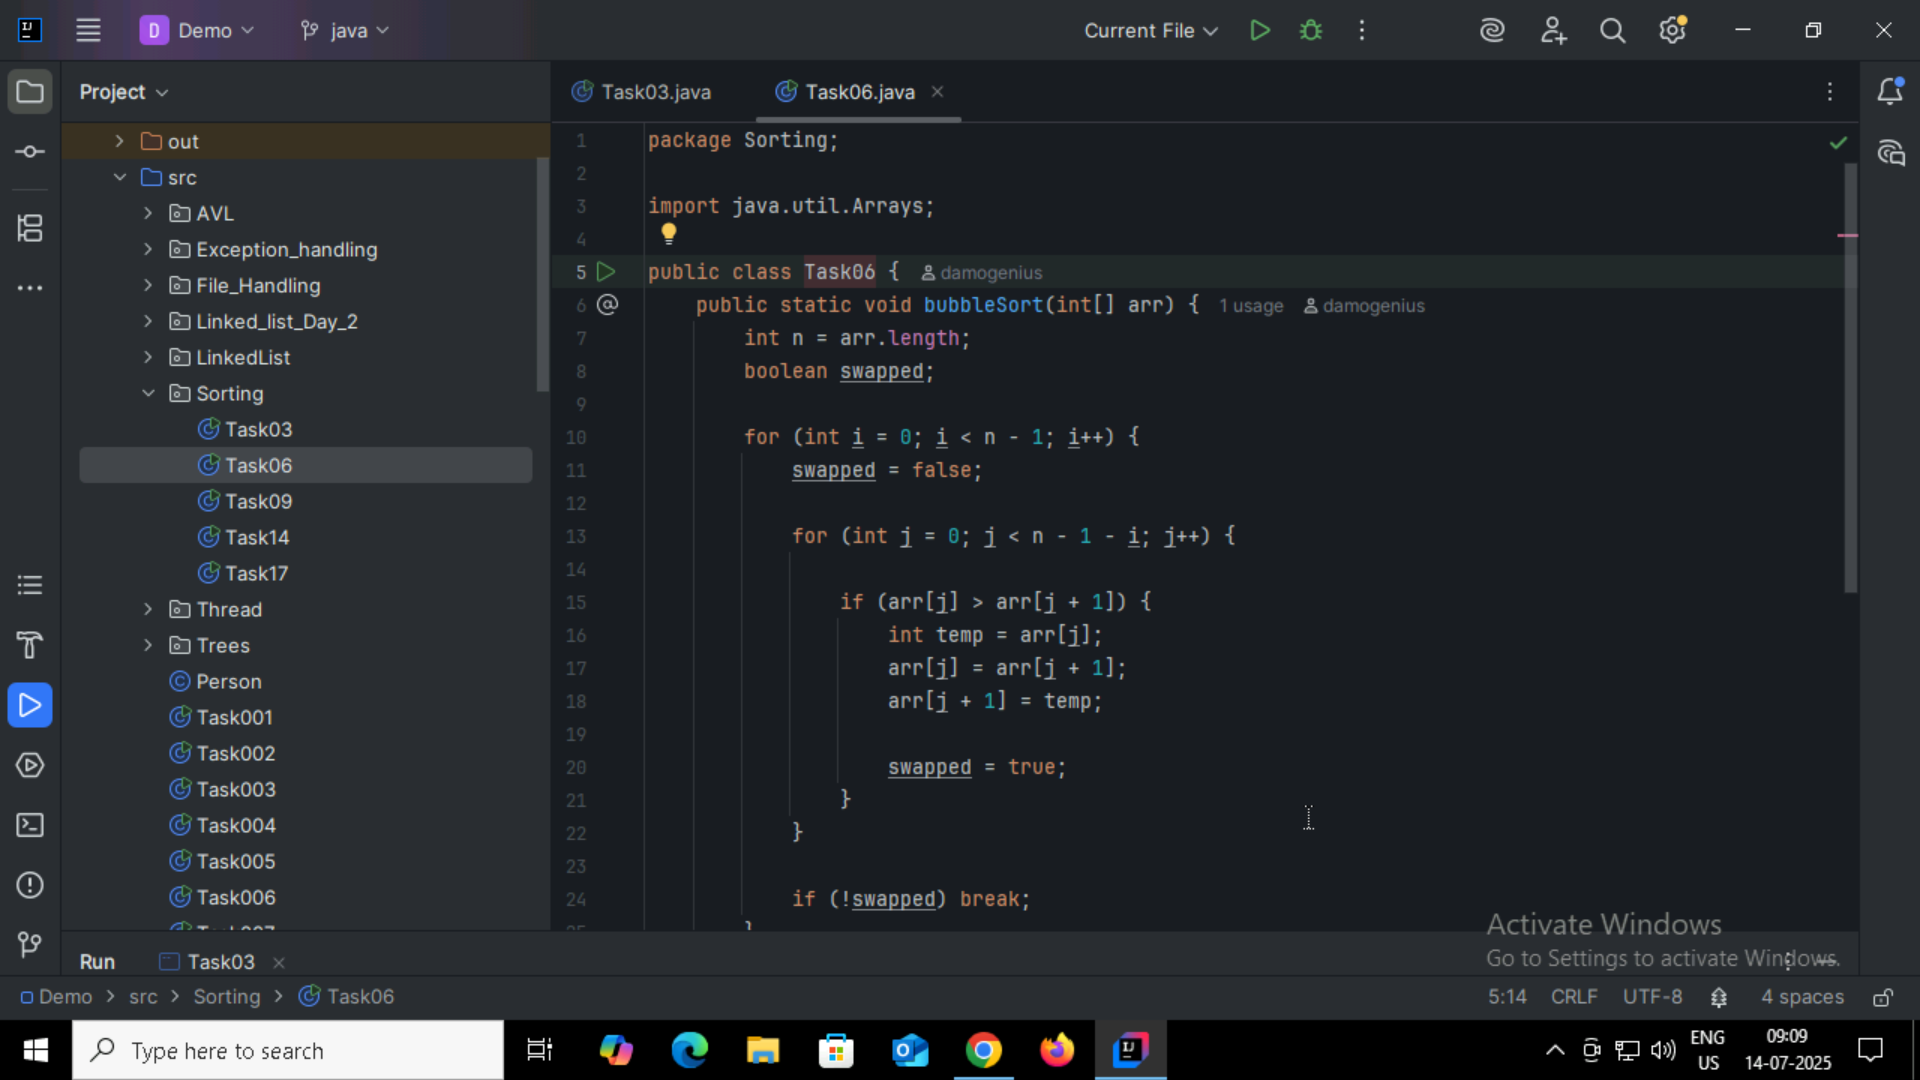 Demo
java
Current File
Project
Task03.java
Task06.java
out
src
AVL
Exception_handling
File_Handling
Linked_list_Day_2
LinkedList
Sorting
Task03
Task06
Task09
Task14
Task17
Thread
Trees
Person
Task001
Task002
Task003
Task004
Task005
Task006
1 package Sorting;
2
3 import java.util.Arrays;
4
5 public class Task06 { damogenius
6 public static void bubbleSort(int[] arr) { 1 usage damogenius
7 int n = arr.length;
8 boolean swapped;
9
10 for (int i = 0; i < n - 1; i++) {
11 swapped = false;
12
13 for (int j = 0; j < n - 1 - i; j++) {
14
15 if (arr[j] > arr[j + 1]) {
16 int temp = arr[j];
17 arr[j] = arr[j + 1];
18 arr[j + 1] = temp;
19
20 swapped = true;
21 }
22 }
23
24 if (!swapped) break;
Activate Windows
Go to Settings to activate Windows.
Run Task03
Demo > src > Sorting > Task06
5:14 CRLF UTF-8 4 spaces
Type here to search
ENG
US
09:09
14-07-2025